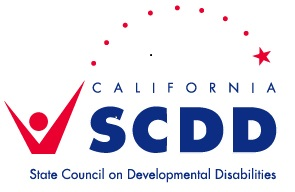 CALIFORNIA
SCDD
State Council on Developmental Disabilities